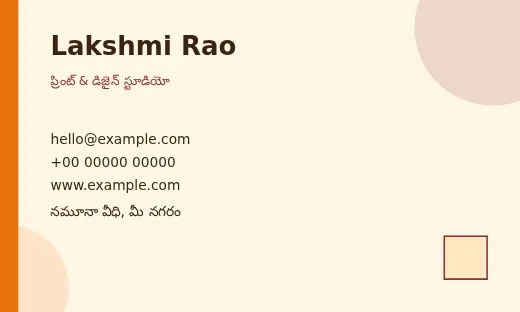 Lakshmi Rao
ప్రింట్ & డిజైన్ స్టూడియో
hello@example.com
+00 00000 00000
www.example.com
నమూనా వీధి, మీ నగరం